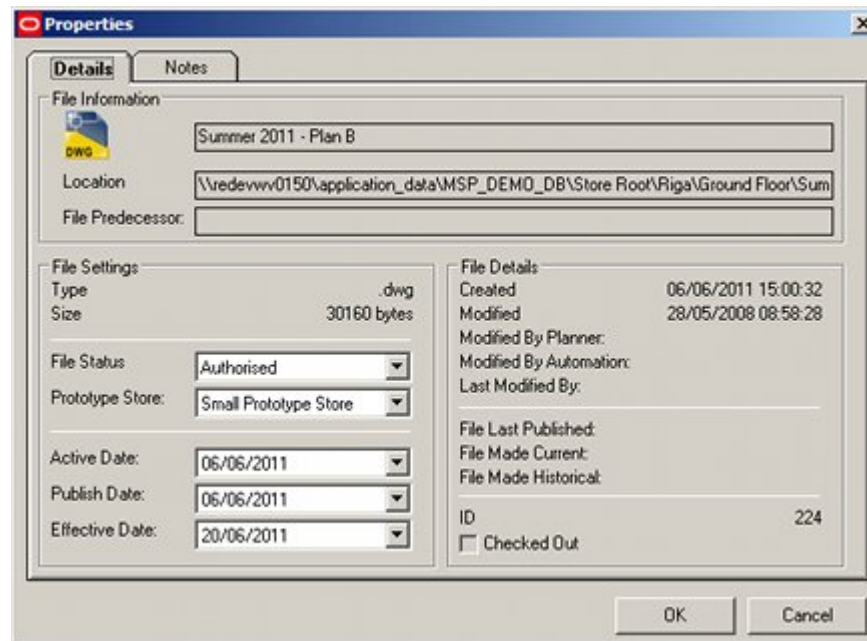 Properties
Details
Notes
File Information
DWG
Summer 2011 - Plan B
Location
\\redevwv0150\application_data\MSP_DEMO_DB\Store Root\Riga\Ground Floor\Sum
File Predecessor:
File Settings
Type .dwg
Size 30160 bytes
File Status Authorised
Prototype Store: Small Prototype Store
Active Date: 06/06/2011
Publish Date: 06/06/2011
Effective Date: 20/06/2011
File Details
Created 06/06/2011 15:00:32
Modified 28/05/2008 08:58:28
Modified By Planner:
Modified By Automation:
Last Modified By:
File Last Published:
File Made Current:
File Made Historical:
ID 224
Checked Out
OK
Cancel